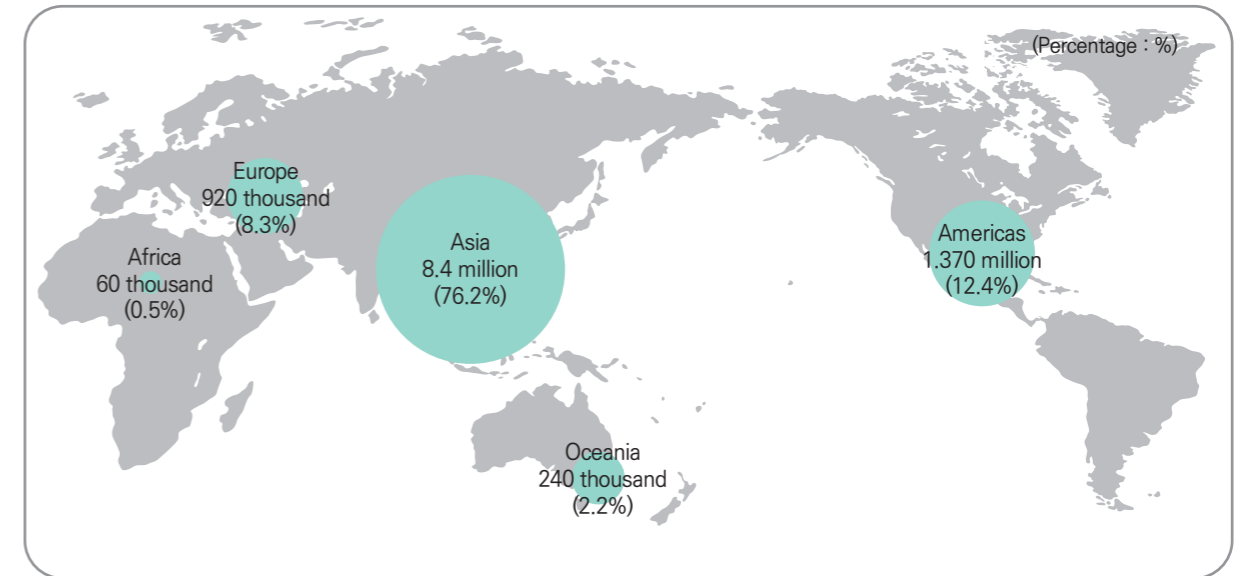 (Percentage : %)
Europe
920 thousand
(8.3%)
Africa
60 thousand
(0.5%)
Asia
8.4 million
(76.2%)
Americas
1.370 million
(12.4%)
Oceania
240 thousand
(2.2%)